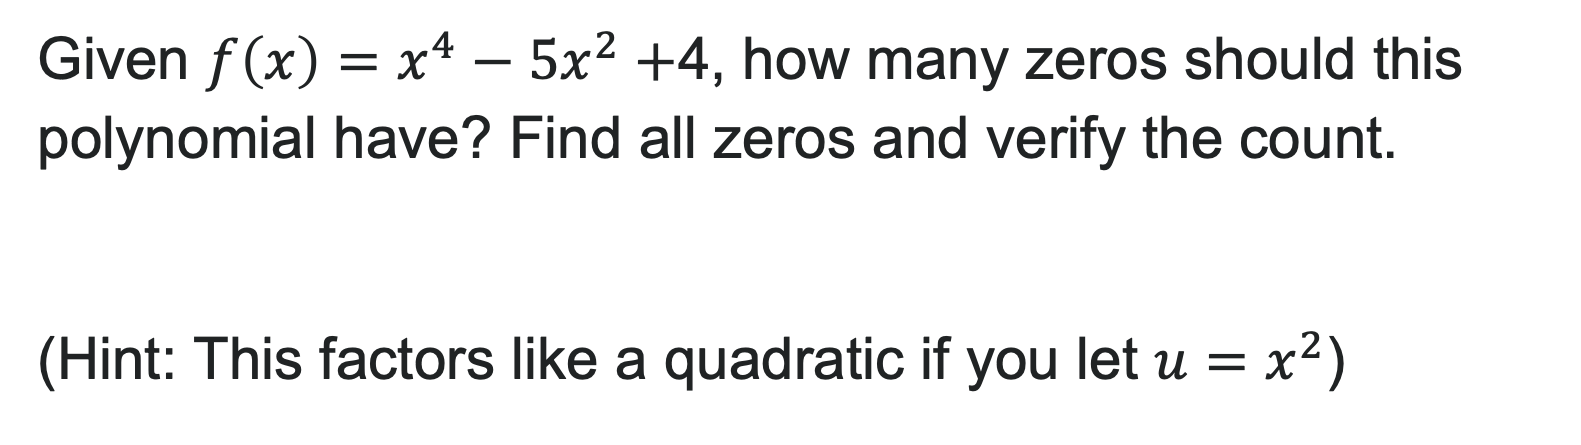 Given f(x) = x⁴ − 5x² +4, how many zeros should this
polynomial have? Find all zeros and verify the count.
(Hint: This factors like a quadratic if you let u = x²)